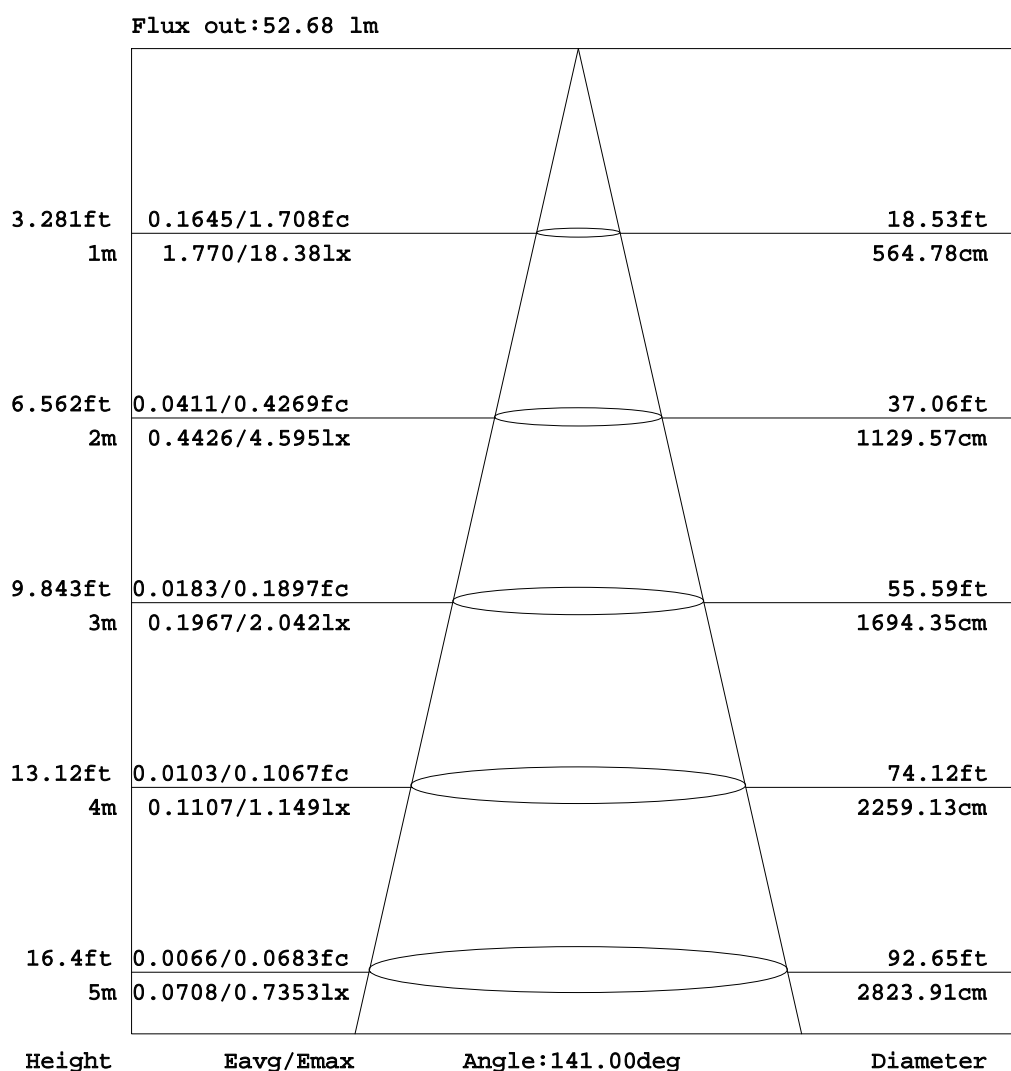 Flux out:52.68 lm
3.281ft 0.1645/1.708fc 18.53ft
1m 1.770/18.38lx 564.78cm
6.562ft 0.0411/0.4269fc 37.06ft
2m 0.4426/4.595lx 1129.57cm
9.843ft 0.0183/0.1897fc 55.59ft
3m 0.1967/2.042lx 1694.35cm
13.12ft 0.0103/0.1067fc 74.12ft
4m 0.1107/1.149lx 2259.13cm
16.4ft 0.0066/0.0683fc 92.65ft
5m 0.0708/0.7353lx 2823.91cm
Height Eavg/Emax Angle:141.00deg Diameter